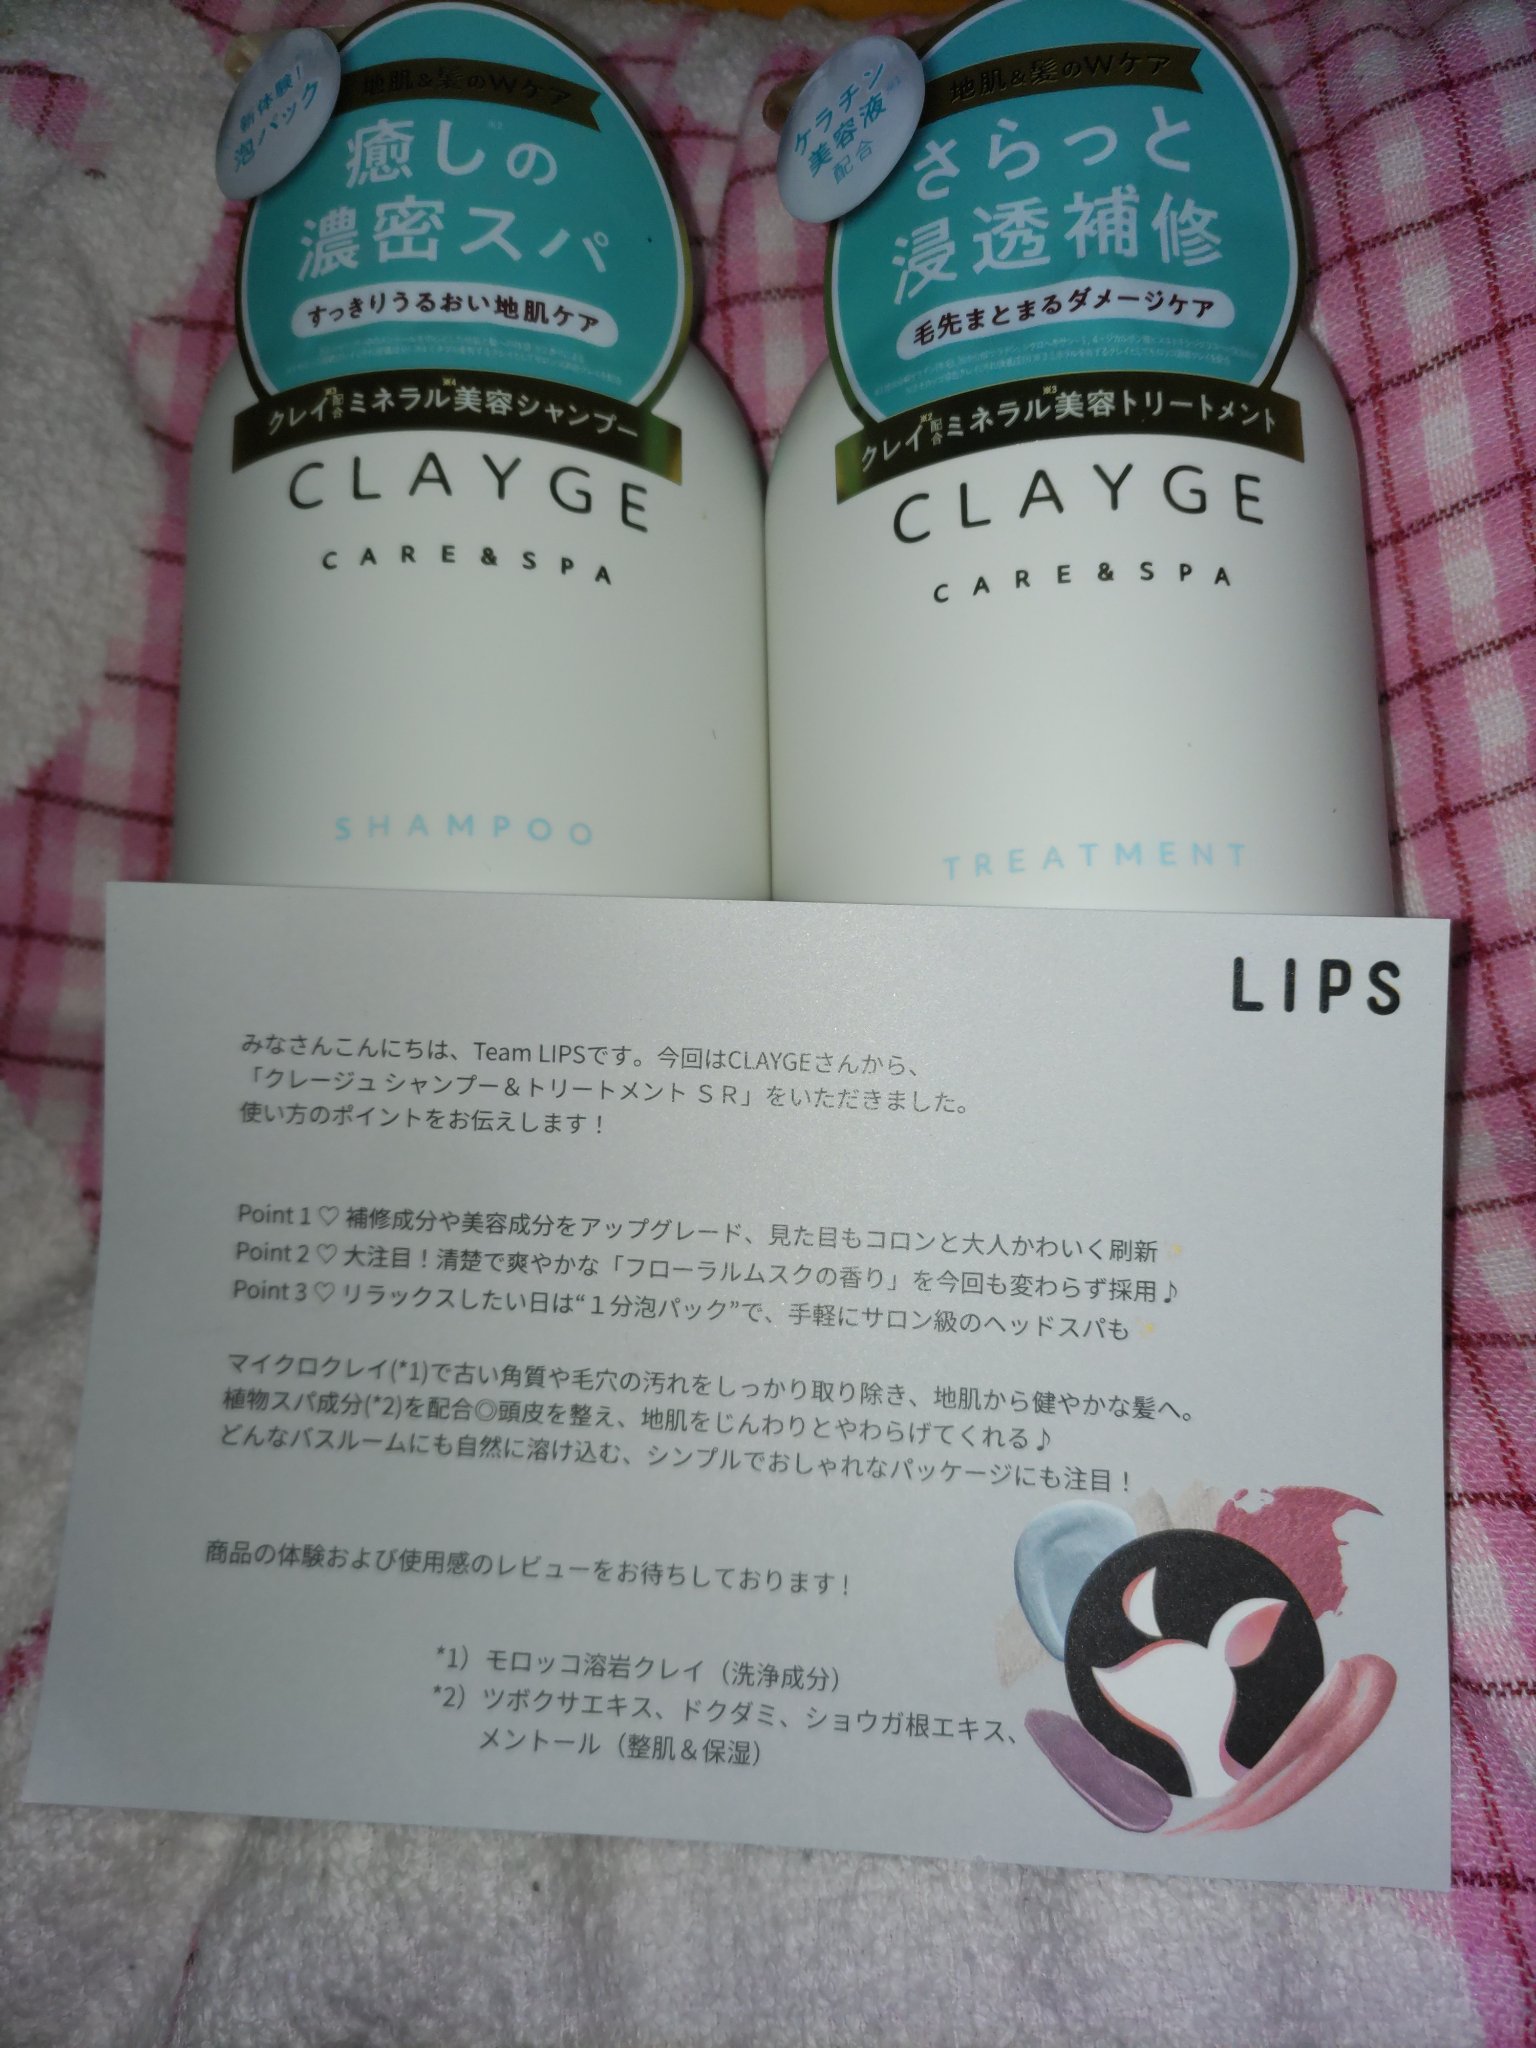 新体験!
泡パック
地肌&髪のWケア
癒しの※2
濃密スパ
すっきりうるおい地肌ケア
クレイ※3配合ミネラル※4美容シャンプー
CLAYGE
CARE&SPA
SHAMPOO
ケラチン
美容液
配合
地肌&髪のWケア
さらっと
浸透補修
毛先まとまるダメージケア
クレイ※2配合ミネラル※3美容トリートメント
CLAYGE
CARE&SPA
TREATMENT
LIPS
みなさんこんにちは、Team LIPSです。今回はCLAYGEさんから、
「クレージュ シャンプー＆トリートメント ＳＲ」をいただきました。
使い方のポイントをお伝えします！
Point 1 ♡ 補修成分や美容成分をアップグレード、見た目もコロンと大人かわいく刷新✨
Point 2 ♡ 大注目！清楚で爽やかな「フローラルムスクの香り」を今回も変わらず採用♪
Point 3 ♡ リラックスしたい日は“１分泡パック”で、手軽にサロン級のヘッドスパも✨
マイクロクレイ(*1)で古い角質や毛穴の汚れをしっかり取り除き、地肌から健やかな髪へ。
植物スパ成分(*2)を配合◎頭皮を整え、地肌をじんわりとやわらげてくれる♪
どんなバスルームにも自然に溶け込む、シンプルでおしゃれなパッケージにも注目！
商品の体験および使用感のレビューをお待ちしております！
*1）モロッコ溶岩クレイ（洗浄成分）
*2）ツボクサエキス、ドクダミ、ショウガ根エキス、
メントール（整肌＆保湿）